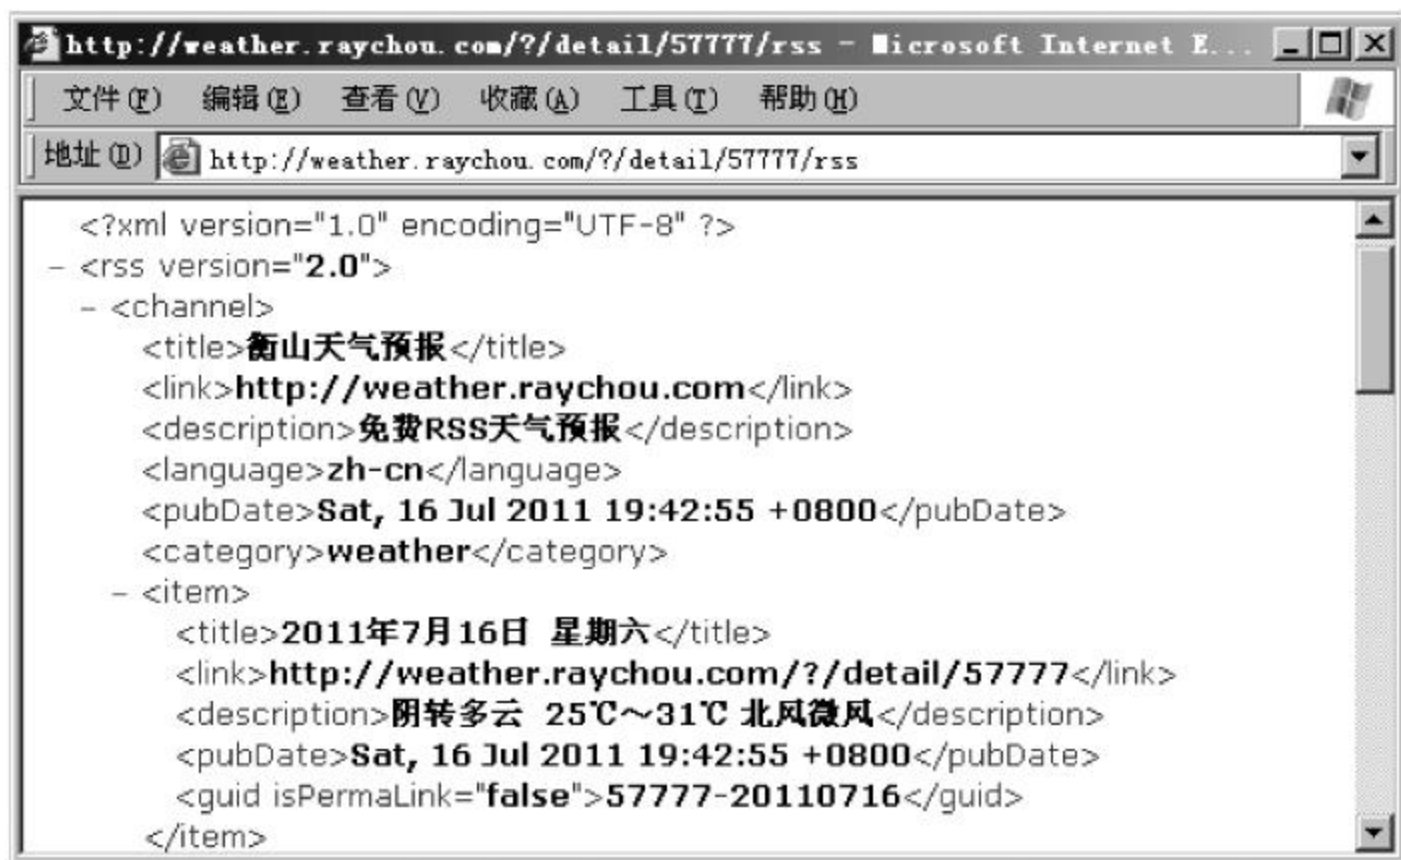 http://weather.raychou.com/?/detail/57777/rss - Microsoft Internet E...
文件(F) 编辑(E) 查看(V) 收藏(A) 工具(T) 帮助(H)
地址(D) http://weather.raychou.com/?/detail/57777/rss
<?xml version="1.0" encoding="UTF-8" ?>
- <rss version="2.0">
- <channel>
<title>衡山天气预报</title>
<link>http://weather.raychou.com</link>
<description>免费RSS天气预报</description>
<language>zh-cn</language>
<pubDate>Sat, 16 Jul 2011 19:42:55 +0800</pubDate>
<category>weather</category>
- <item>
<title>2011年7月16日 星期六</title>
<link>http://weather.raychou.com/?/detail/57777</link>
<description>阴转多云 25℃～31℃ 北风微风</description>
<pubDate>Sat, 16 Jul 2011 19:42:55 +0800</pubDate>
<guid isPermaLink="false">57777-20110716</guid>
</item>